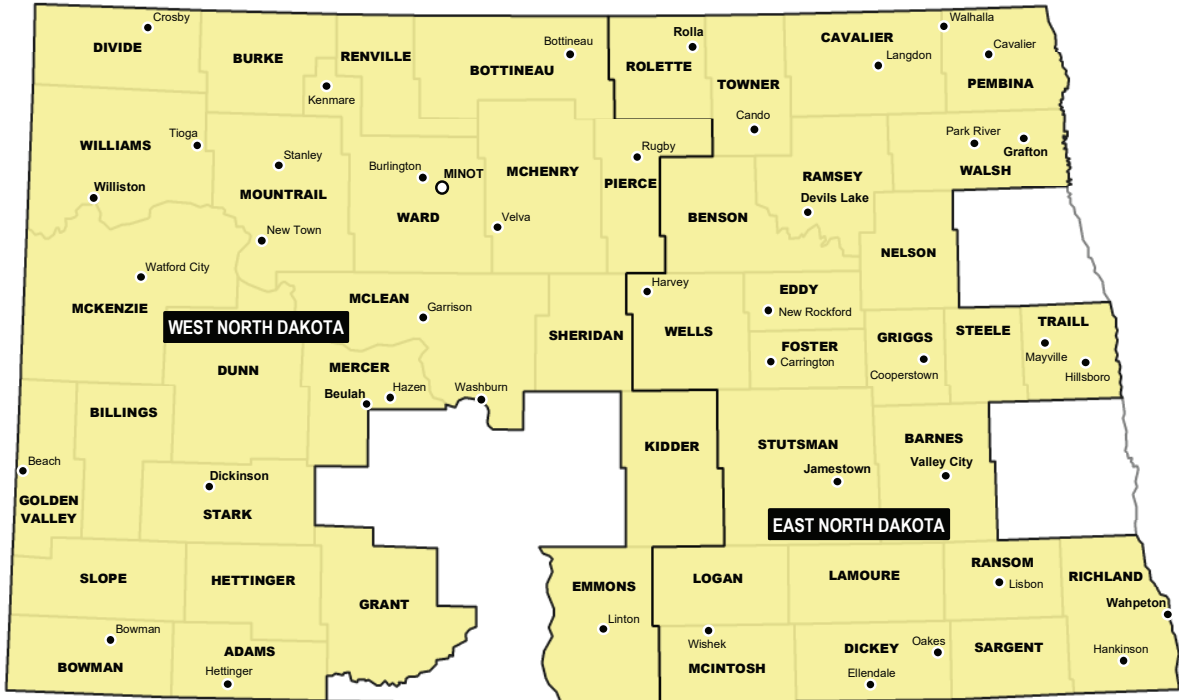 Crosby
Walhalla
DIVIDE
BURKE
RENVILLE
Bottineau
Rolla
CAVALIER
Cavalier
BOTTINEAU
ROLETTE
Langdon
TOWNER
PEMBINA
Kenmare
Cando
WILLIAMS
Tioga
Park River
Stanley
Burlington
MINOT
MCHENRY
Rugby
Grafton
WALSH
Williston
MOUNTRAIL
PIERCE
RAMSEY
Devils Lake
WARD
Velva
BENSON
New Town
NELSON
Watford City
MCKENZIE
MCLEAN
Garrison
Harvey
EDDY
New Rockford
WEST NORTH DAKOTA
SHERIDAN
WELLS
GRIGGS
STEELE
TRAILL
FOSTER
Carrington
Mayville
DUNN
MERCER
Cooperstown
Hillsboro
Beulah
Hazen
Washburn
BILLINGS
KIDDER
STUTSMAN
BARNES
Beach
Jamestown
Valley City
Dickinson
GOLDEN
VALLEY
STARK
EAST NORTH DAKOTA
SLOPE
HETTINGER
EMMONS
LOGAN
LAMOURE
RANSOM
Lisbon
RICHLAND
GRANT
Wahpeton
Bowman
Linton
Wishek
Oakes
BOWMAN
ADAMS
MCINTOSH
DICKEY
SARGENT
Hankinson
Hettinger
Ellendale